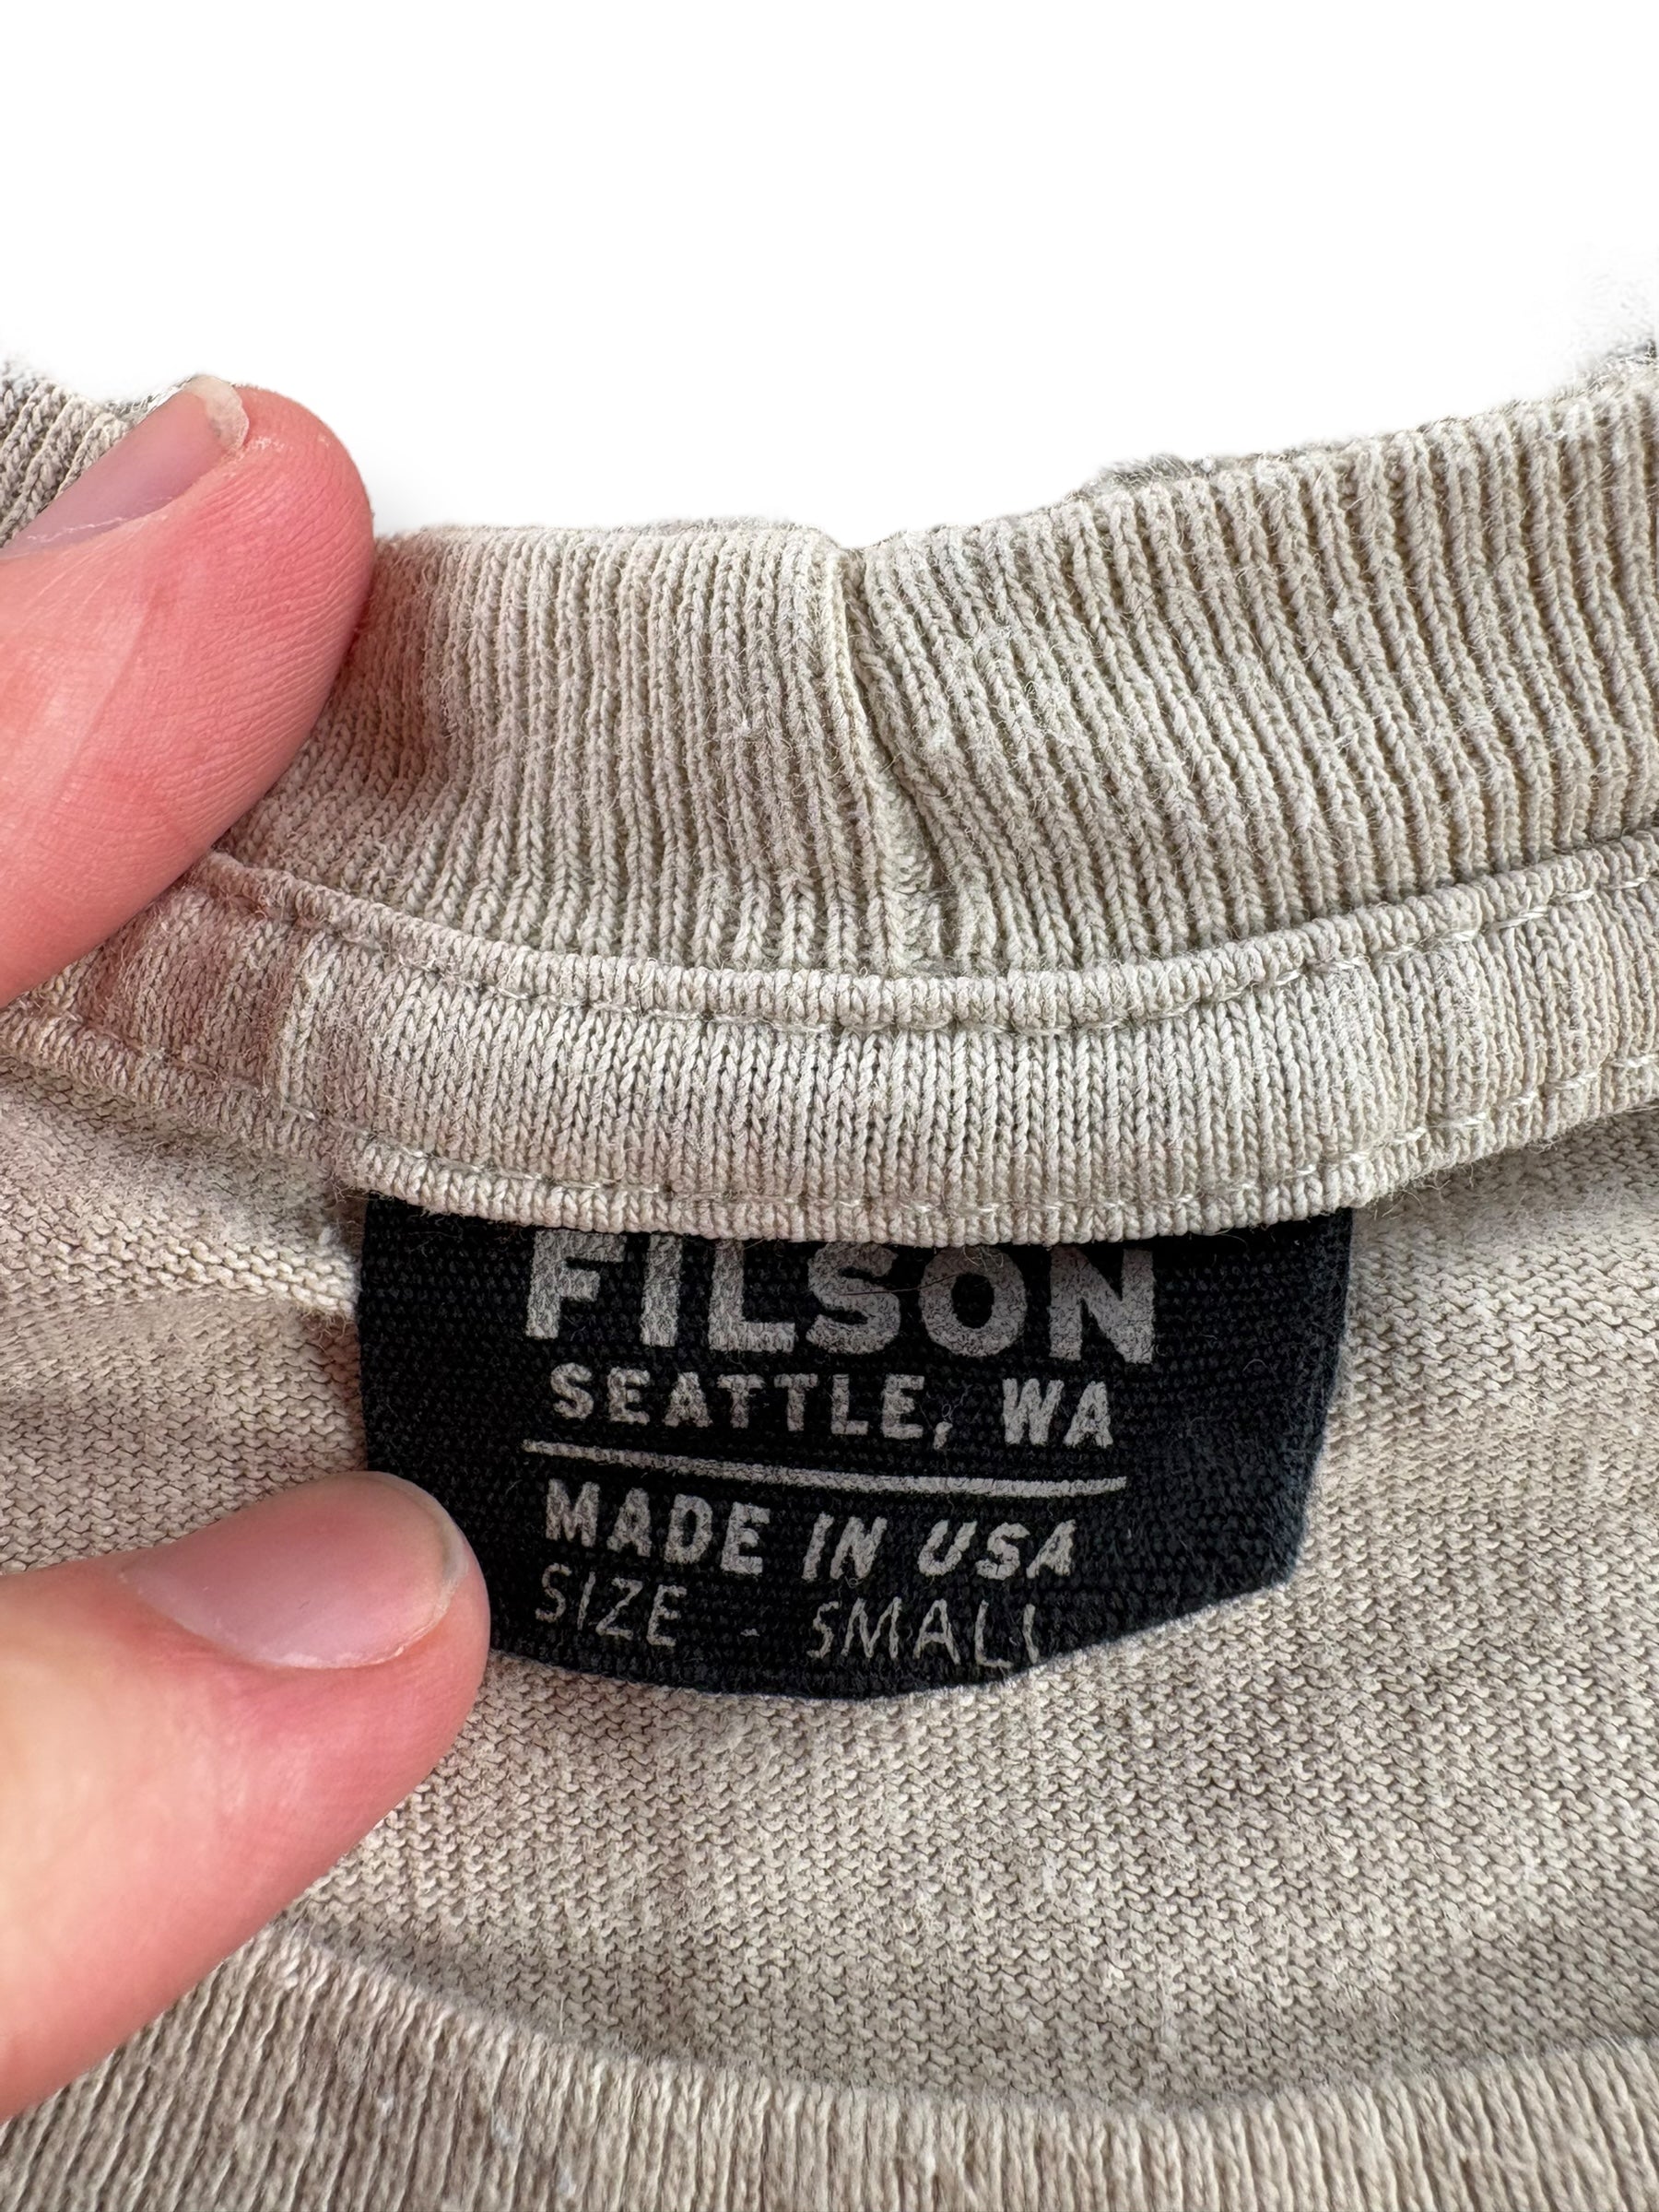 FILSON
SEATTLE, WA
MADE IN USA
SIZE - SMALL